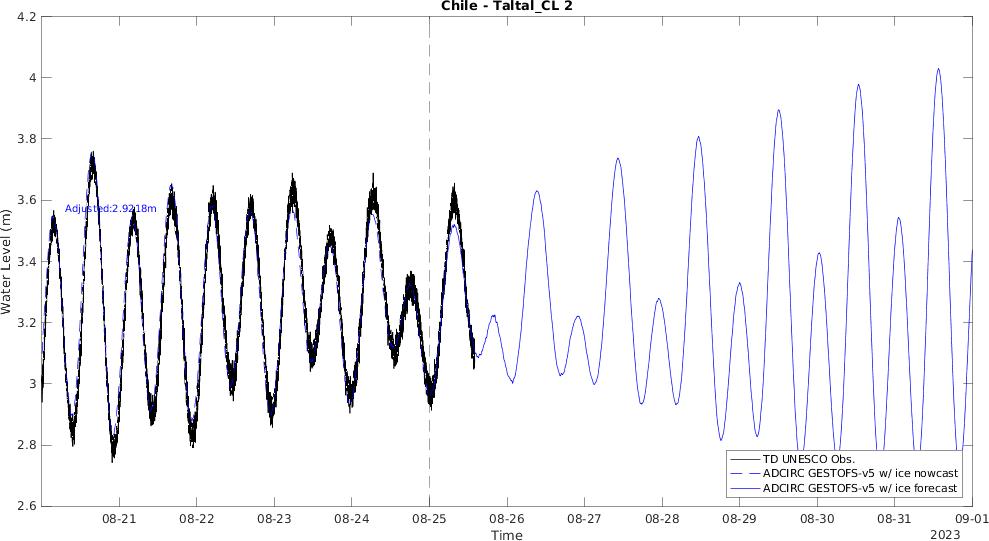 Chile - Taltal_CL 2
4.2
4
3.8
3.6
3.4
3.2
3
2.8
2.6
Water Level (m)
Adjusted:2.9218m
TD UNESCO Obs.
ADCIRC GESTOFS-v5 w/ ice nowcast
ADCIRC GESTOFS-v5 w/ ice forecast
08-21 08-22 08-23 08-24 08-25 08-26 08-27 08-28 08-29 08-30 08-31 09-01
Time
2023